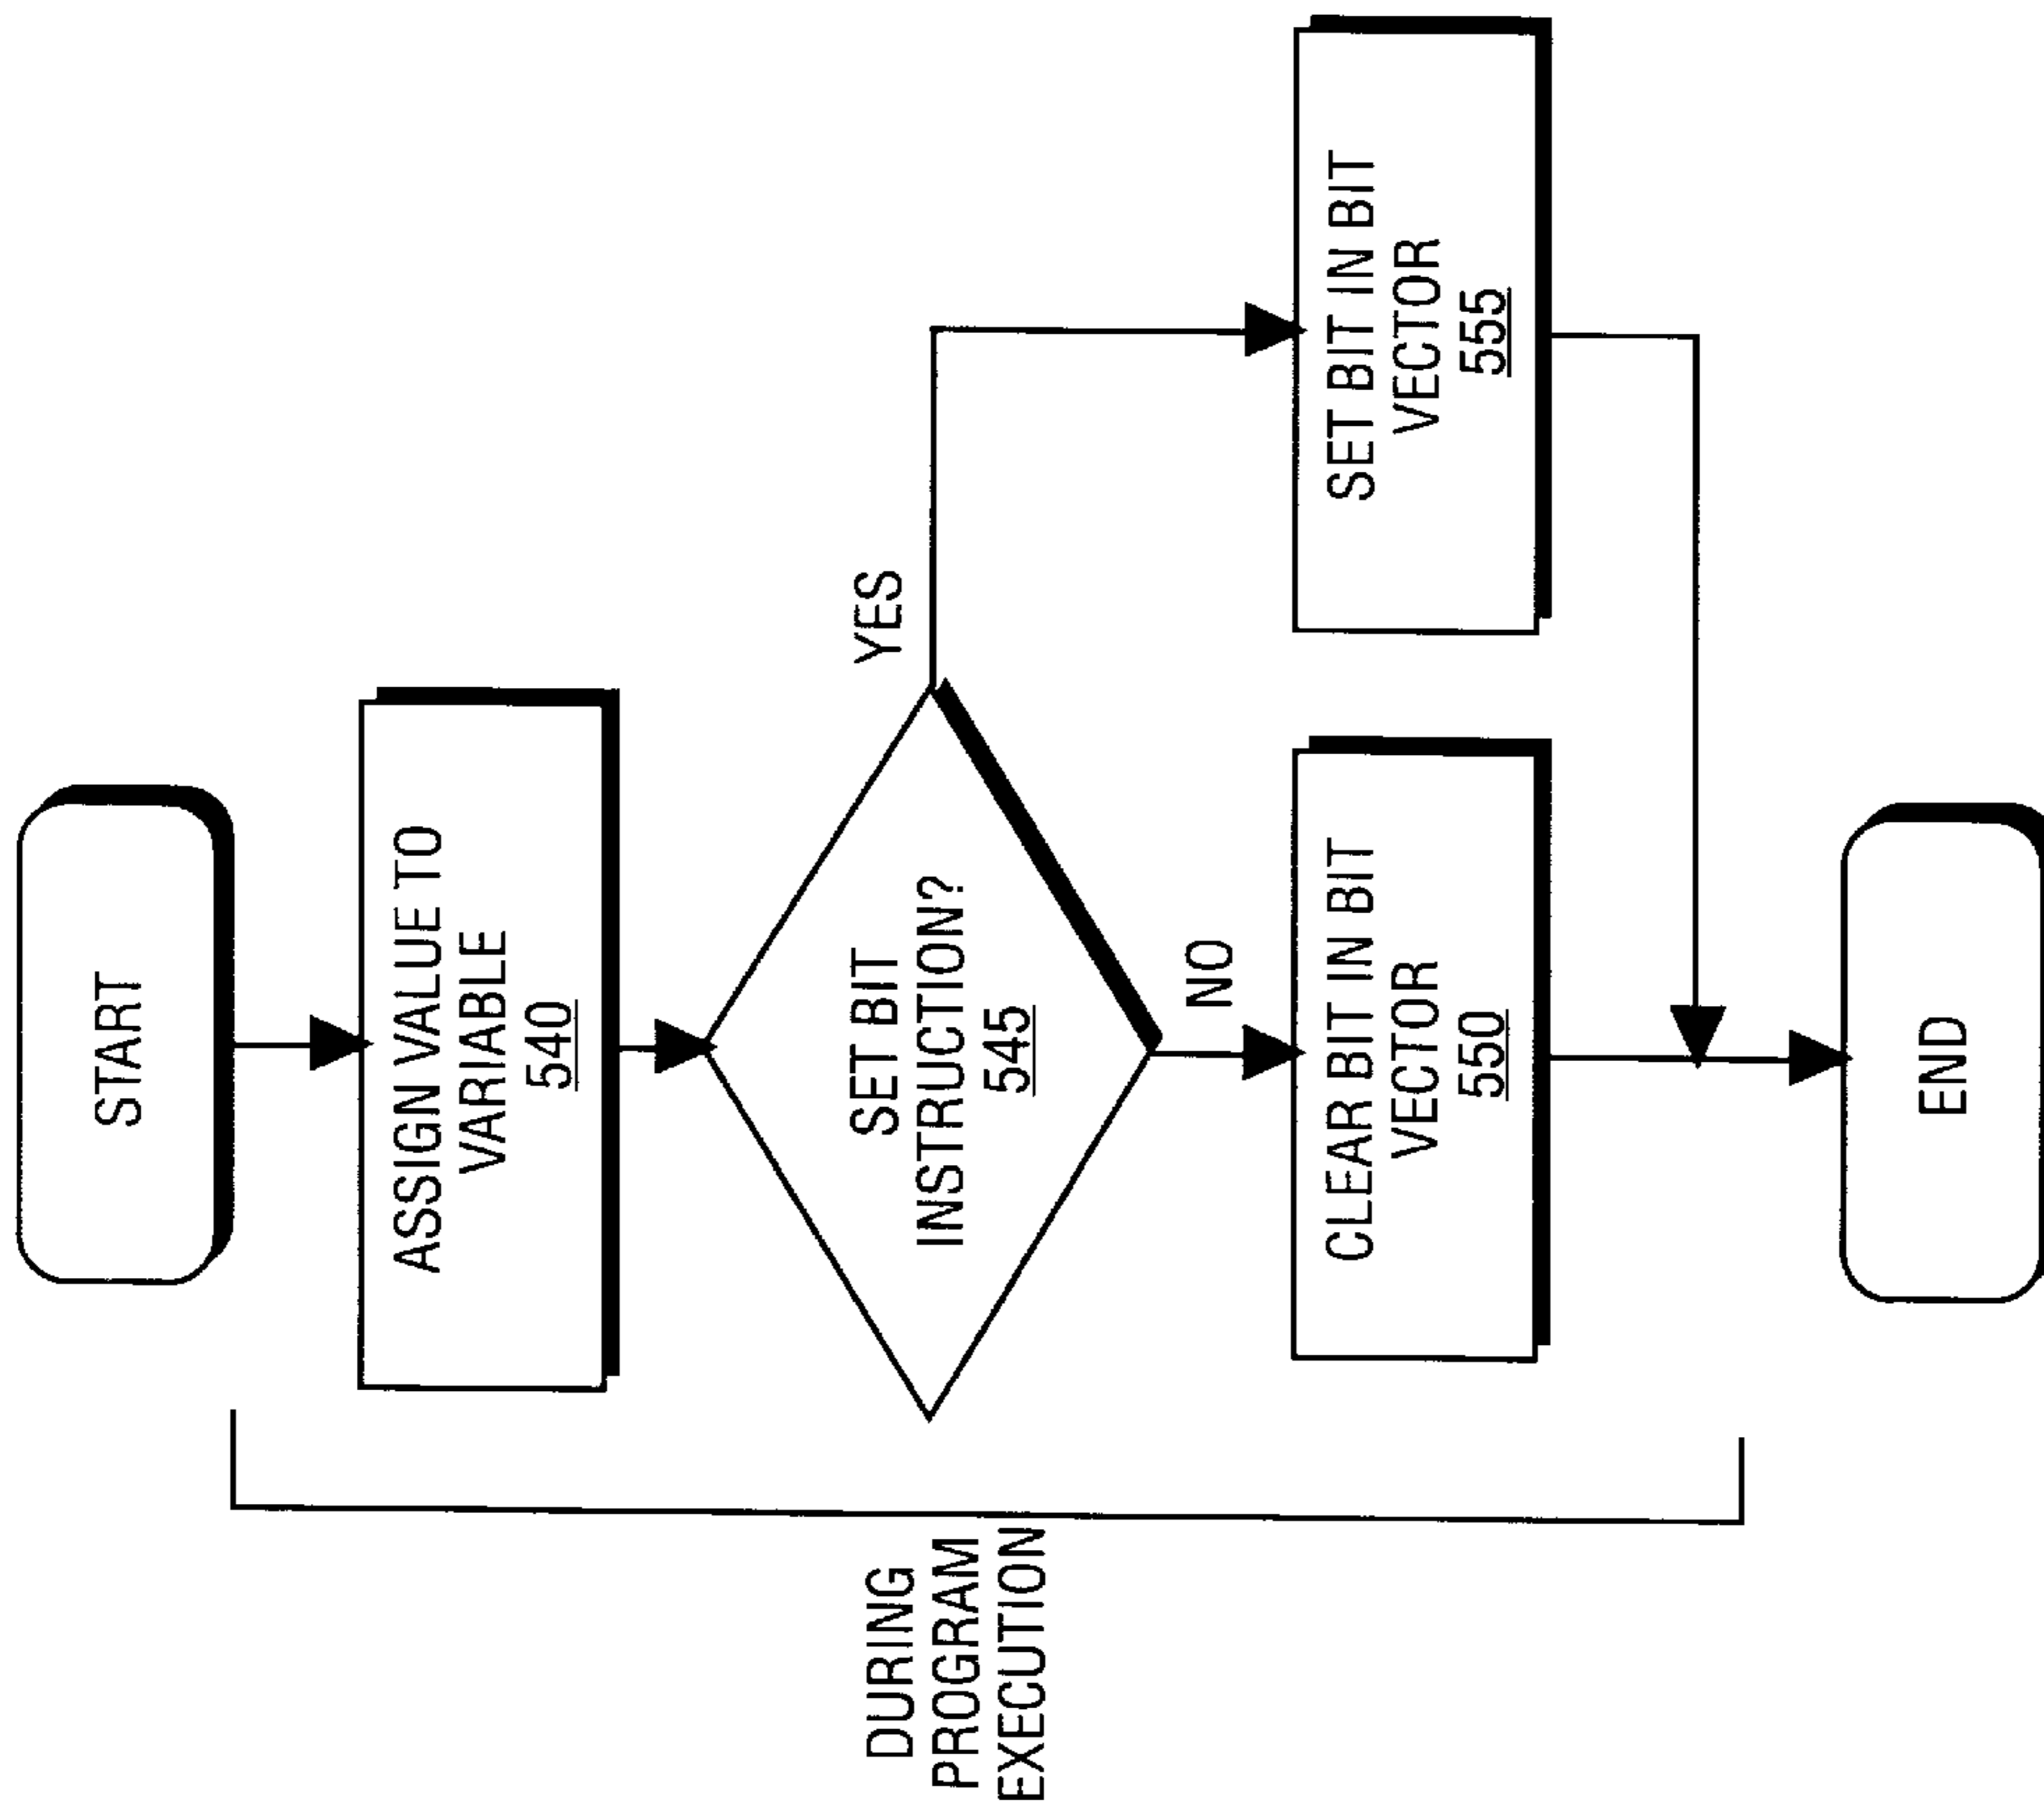 START
ASSIGN VALUE TO
VARIABLE
540
SET BIT
INSTRUCTION?
545
YES
NO
CLEAR BIT IN BIT
VECTOR
550
SET BIT IN BIT
VECTOR
555
END
DURING
PROGRAM
EXECUTION